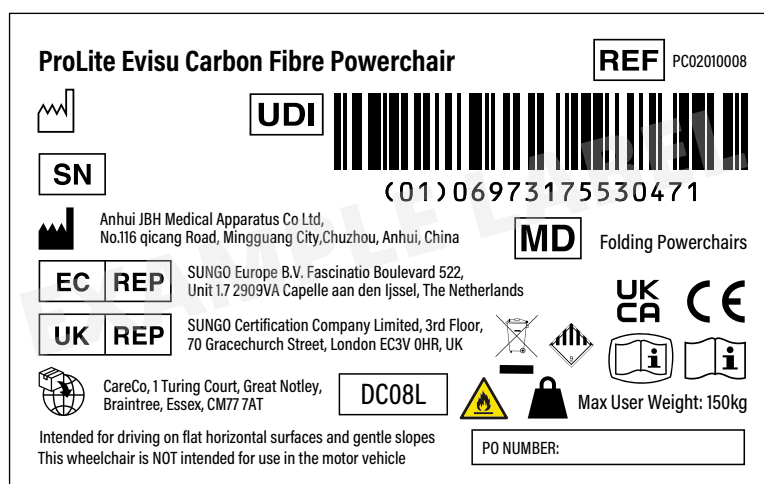 ProLite Evisu Carbon Fibre Powerchair
REF PC02010008
UDI
(01)06973175530471
SN
Anhui JBH Medical Apparatus Co Ltd,
No.116 qicang Road, Mingguang City,Chuzhou, Anhui, China
MD Folding Powerchairs
EC REP
SUNGO Europe B.V. Fascinatio Boulevard 522,
Unit 1.7 2909VA Capelle aan den Ijssel, The Netherlands
UK CA
CE
UK REP
SUNGO Certification Company Limited, 3rd Floor,
70 Gracechurch Street, London EC3V 0HR, UK
9
i
i
CareCo, 1 Turing Court, Great Notley,
Braintree, Essex, CM77 7AT
DC08L
Max User Weight: 150kg
Intended for driving on flat horizontal surfaces and gentle slopes
This wheelchair is NOT intended for use in the motor vehicle
PO NUMBER:
EXAMPLE LABEL